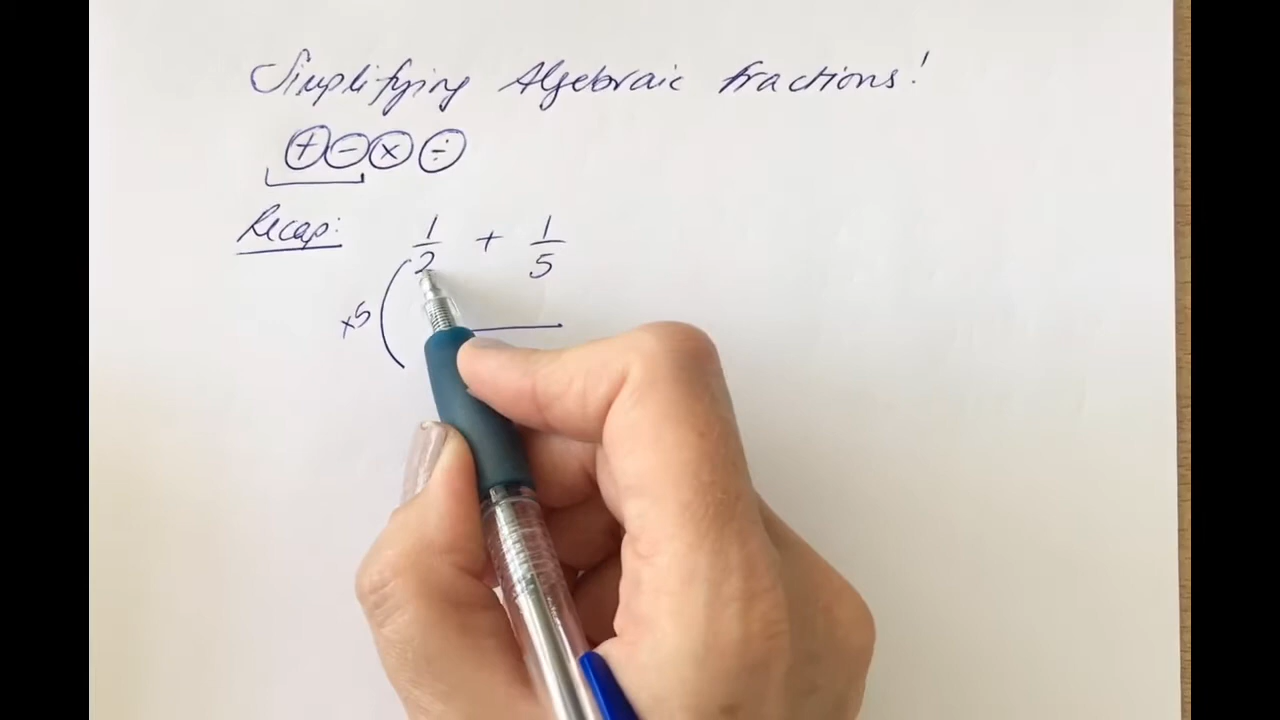 Simplifying Algebraic fractions!
+ − × ÷
Recap: 1/2 + 1/5
×5